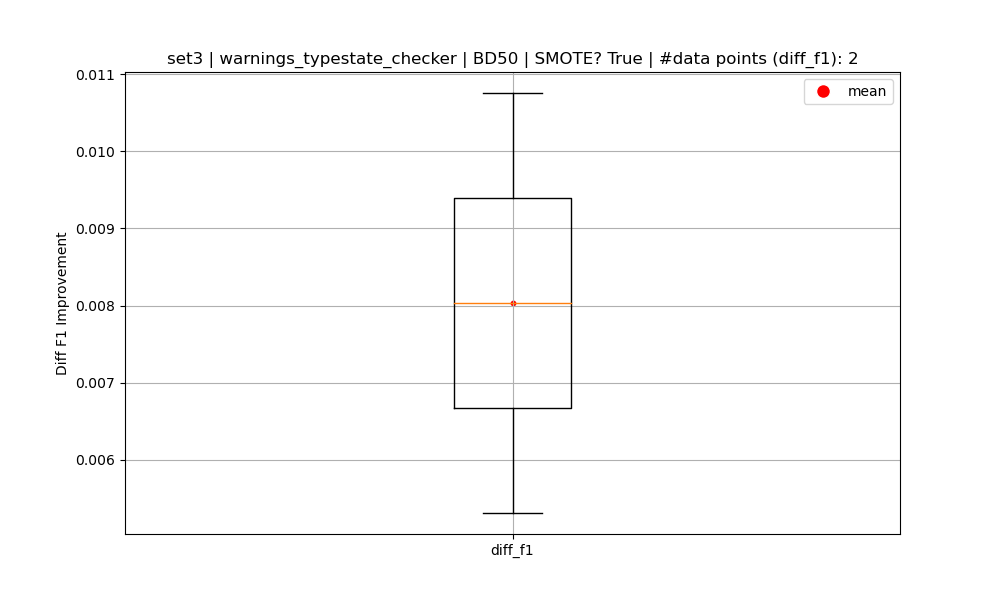 set3 | warnings_typestate_checker | BD50 | SMOTE? True | #data points (diff_f1): 2
mean
Diff F1 Improvement
0.011
0.010
0.009
0.008
0.007
0.006
diff_f1